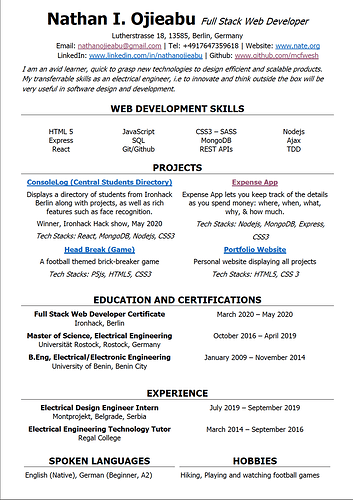 Nathan I. Ojieabu Full Stack Web Developer
Lutherstrasse 18, 13585, Berlin, Germany
Email: nathanojieabu@gmail.com | Tel: +4917647359618 | Website: www.nate.org
LinkedIn: www.linkedin.com/in/nathanojieabu | Github: www.github.com/mcfwesh
I am an avid learner, quick to grasp new technologies to design efficient and scalable products.
My transferrable skills as an electrical engineer, i.e to innovate and think outside the box will be
very useful in software design and development.
WEB DEVELOPMENT SKILLS
HTML 5 JavaScript CSS3 – SASS Nodejs
Express SQL MongoDB Ajax
React Git/Github REST APIs TDD
PROJECTS
ConsoleLog (Central Students Directory) Expense App
Displays a directory of students from Ironhack Expense App lets you keep track of the details
Berlin along with projects, as well as rich as you spend money: where, when, what,
features such as face recognition. why, & how much.
Winner, Ironhack Hack show, May 2020 Tech Stacks: Nodejs, MongoDB, Express,
Tech Stacks: React, MongoDB, Nodejs, CSS3 CSS3
Head Break (Game) Portfolio Website
A football themed brick-breaker game Personal website displaying all projects
Tech Stacks: P5js, HTML5, CSS3 Tech Stacks: HTML5, CSS 3
EDUCATION AND CERTIFICATIONS
Full Stack Web Developer Certificate March 2020 – May 2020
Ironhack, Berlin
Master of Science, Electrical Engineering October 2016 – April 2019
Universität Rostock, Rostock, Germany
B.Eng, Electrical/Electronic Engineering January 2009 – November 2014
University of Benin, Benin City
EXPERIENCE
Electrical Design Engineer Intern July 2019 – September 2019
Montprojekt, Belgrade, Serbia
Electrical Engineering Technology Tutor March 2014 – September 2016
Regal College
SPOKEN LANGUAGES HOBBIES
English (Native), German (Beginner, A2) Hiking, Playing and watching football games